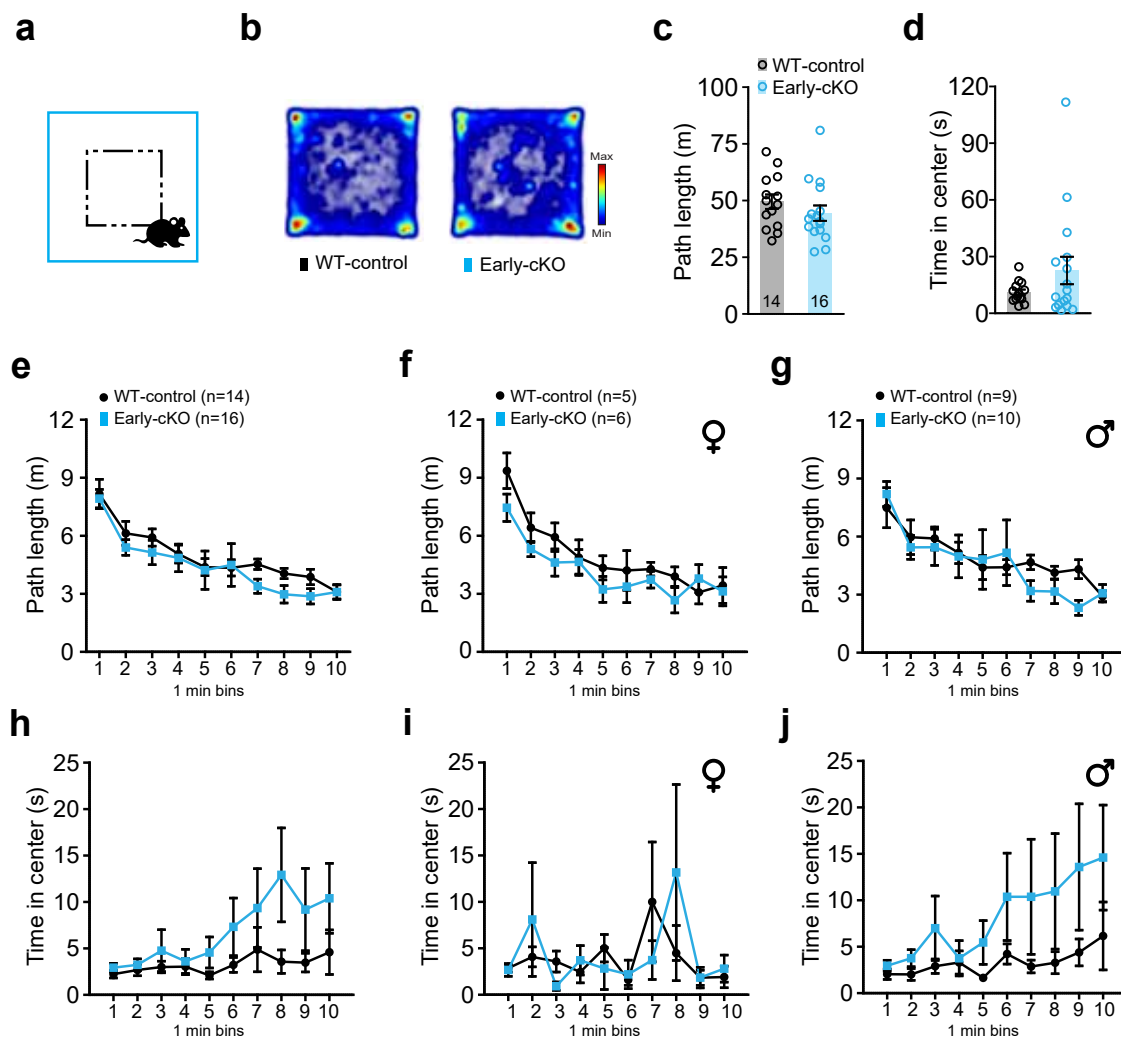 a
b
c
d
WT-control
Early-cKO
Max
Min
WT-control
Early-cKO
Path length (m)
100
75
50
25
0
14
16
Time in center (s)
120
90
60
30
0
e
f
g
WT-control (n=14)
Early-cKO (n=16)
Path length (m)
12
9
6
3
0
1 2 3 4 5 6 7 8 9 10
1 min bins
WT-control (n=5)
Early-cKO (n=6)
♀
Path length (m)
12
9
6
3
0
1 2 3 4 5 6 7 8 9 10
1 min bins
WT-control (n=9)
Early-cKO (n=10)
♂
Path length (m)
12
9
6
3
0
1 2 3 4 5 6 7 8 9 10
1 min bins
h
i
j
Time in center (s)
25
20
15
10
5
0
1 2 3 4 5 6 7 8 9 10
1 min bins
♀
Time in center (s)
25
20
15
10
5
0
1 2 3 4 5 6 7 8 9 10
1 min bins
♂
Time in center (s)
25
20
15
10
5
0
1 2 3 4 5 6 7 8 9 10
1 min bins